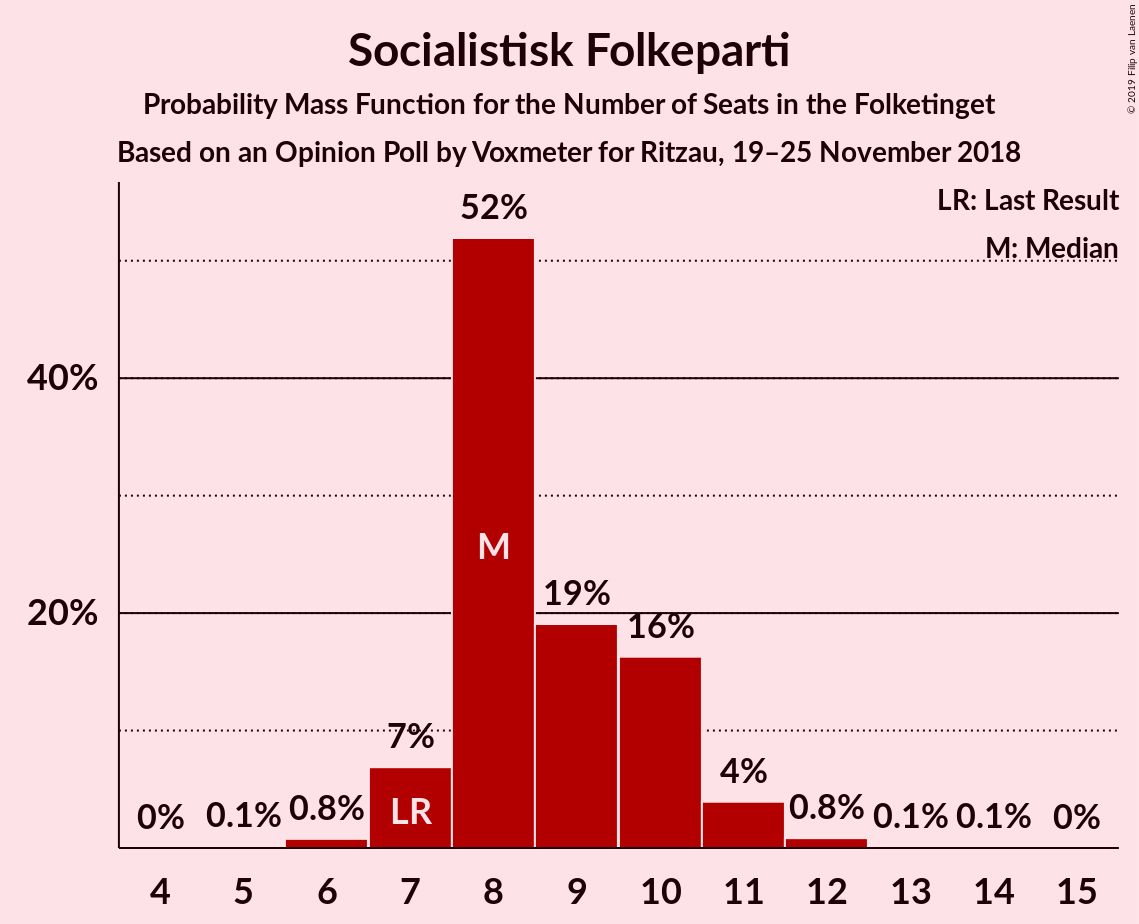 Socialistisk Folkeparti
Probability Mass Function for the Number of Seats in the Folketinget
Based on an Opinion Poll by Voxmeter for Ritzau, 19–25 November 2018
© 2019 Filip van Laenen
LR: Last Result
M: Median
52%
40%
M
19%
20%
16%
7%
4%
LR
0%
0.1%
0.8%
0.8%
0.1%
0.1%
0%
4 5 6 7 8 9 10 11 12 13 14 15